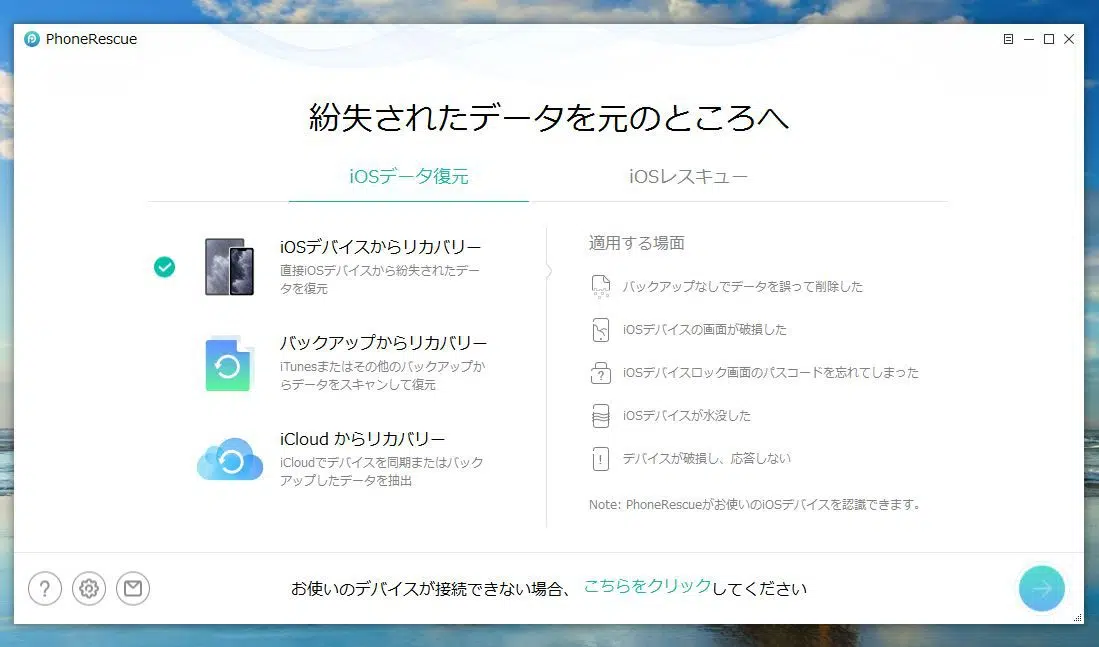 PhoneRescue
紛失されたデータを元のところへ
iOSデータ復元
iOSレスキュー
iOSデバイスからリカバリー
直接iOSデバイスから紛失されたデー
タを復元
バックアップからリカバリー
iTunesまたはその他のバックアップか
らデータをスキャンして復元
iCloud からリカバリー
iCloudでデバイスを同期またはバック
アップしたデータを抽出
適用する場面
バックアップなしでデータを誤って削除した
iOSデバイスの画面が破損した
iOSデバイスロック画面のパスコードを忘れてしまった
iOSデバイスが水没した
デバイスが破損し、応答しない
Note: PhoneRescueがお使いのiOSデバイスを認識できます。
お使いのデバイスが接続できない場合、 こちらをクリックしてください